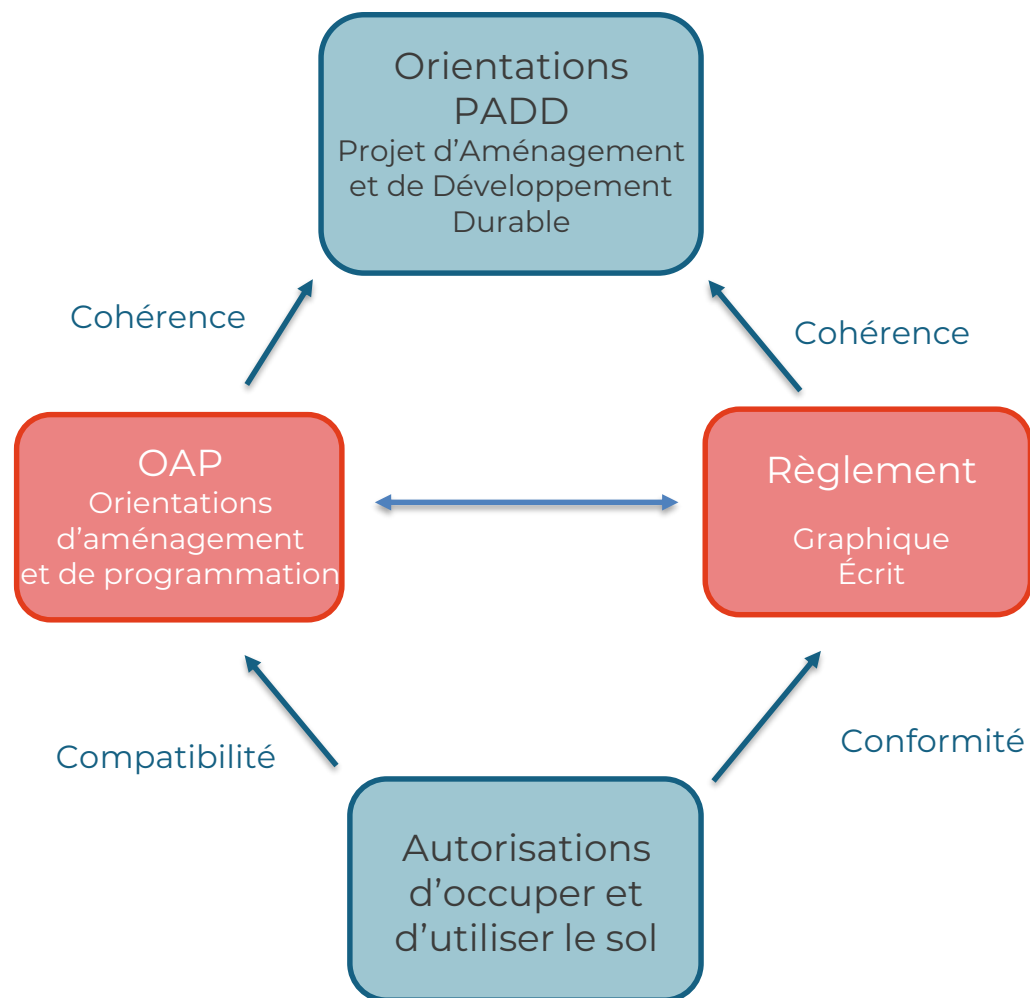 Orientations
PADD
Projet d’Aménagement
et de Développement
Durable
Cohérence
Cohérence
OAP
Orientations
d’aménagement
et de programmation
Règlement
Graphique
Écrit
Compatibilité
Conformité
Autorisations
d’occuper et
d’utiliser le sol